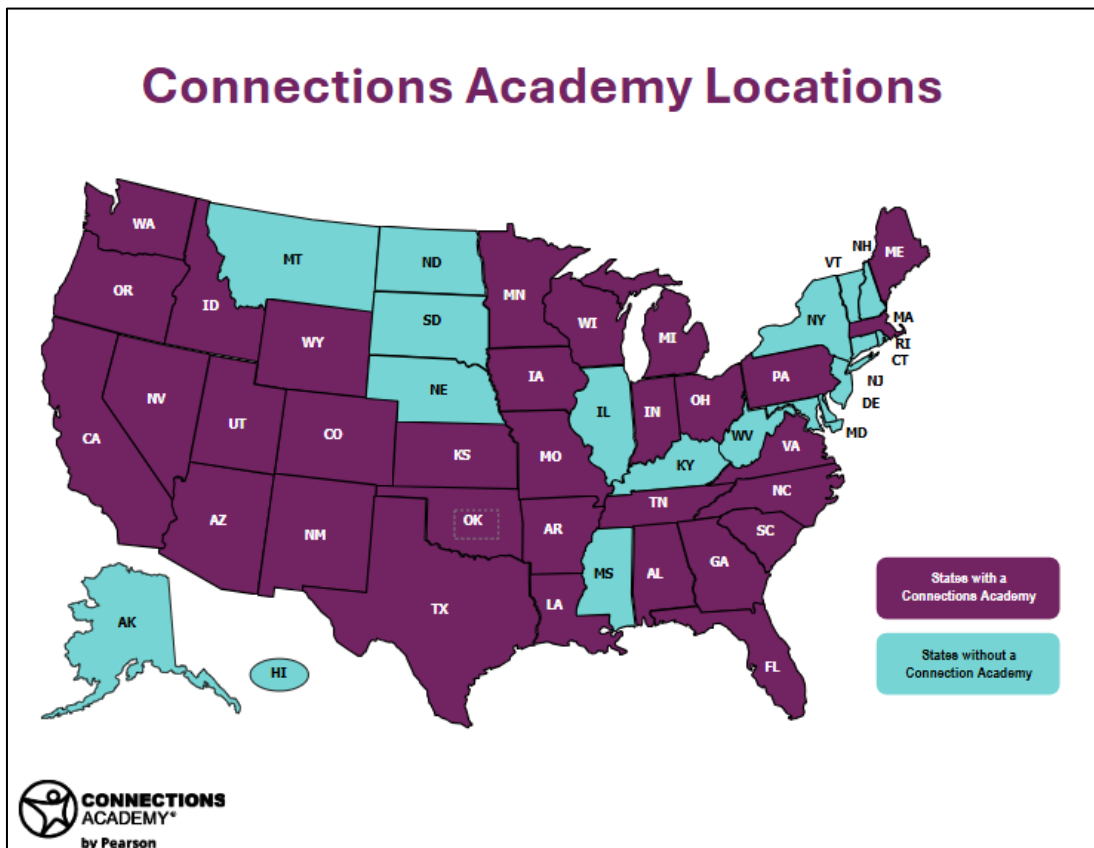 Connections Academy Locations
WA
MT
ND
MN
OR
ID
SD
WI
MI
WY
NE
IA
NV
UT
CO
CA
KS
MO
IL
IN
OH
PA
NY
VT
NH
ME
MA
RI
CT
NJ
DE
MD
WV
VA
KY
NC
TN
SC
AZ
NM
OK
AR
MS
AL
GA
TX
LA
FL
AK
HI
States with a
Connections Academy
States without a
Connection Academy
CONNECTIONS
ACADEMY®
by Pearson